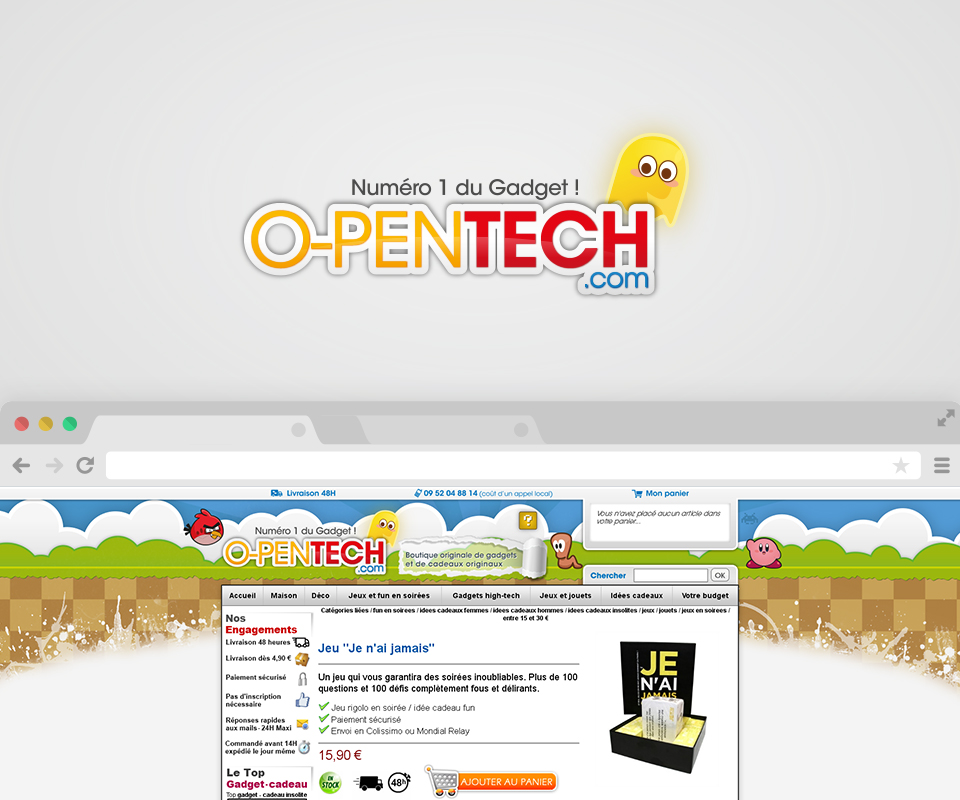 Numéro 1 du Gadget !
O-PENTECH
.com
Livraison 48H
09 52 04 88 14 (coût d'un appel local)
Mon panier
Numéro 1 du Gadget !
O-PENTECH
.com
?
Boutique originale de gadgets
et de cadeaux originaux
Vous n'avez placé aucun article dans
votre panier...
Chercher
OK
Accueil
Maison
Déco
Jeux et fun en soirées
Gadgets high-tech
Jeux et jouets
Idées cadeaux
Votre budget
Catégories liées / fun en soirees / idees cadeaux femmes / idees cadeaux hommes / idees cadeaux insolites / jeux / jouets / jeux en soirees /
entre 15 et 30 €
Nos
Engagements
Livraison 48 heures
Livraison dès 4,90 €
Paiement sécurisé
Pas d'inscription
nécessaire
Réponses rapides
aux mails - 24H Maxi
Commandé avant 14H
expédié le jour même
Le Top
Gadget-cadeau
Top gadget - cadeau insolite
Jeu "Je n'ai jamais"
Un jeu qui vous garantira des soirées inoubliables. Plus de 100
questions et 100 défis complètement fous et délirants.
Jeu rigolo en soirée / idée cadeau fun
Paiement sécurisé
Envoi en Colissimo ou Mondial Relay
15,90 €
EN
STOCK
48h
AJOUTER AU PANIER
JE
N'AI
JAMAIS